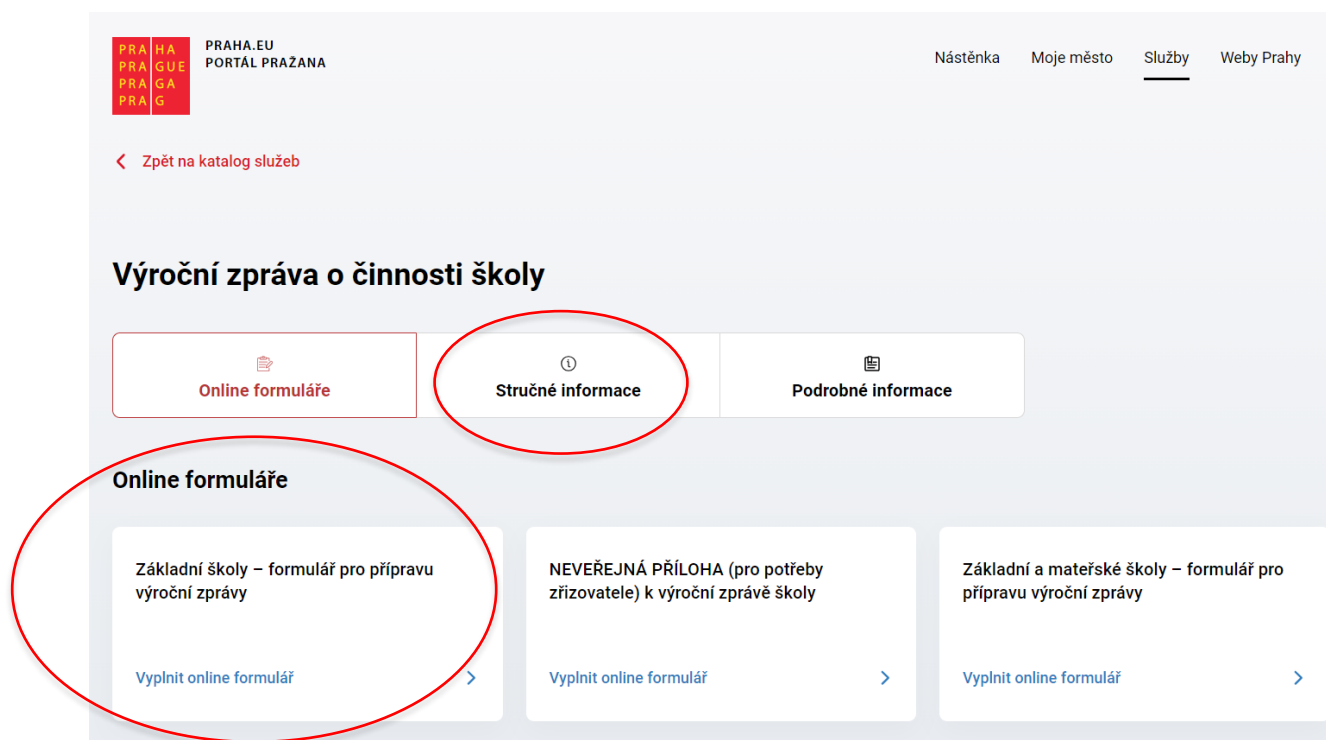 PRA HA
PRA GUE
PRA GA
PRA G
PRAHA.EU
PORTÁL PRAŽANA
Nástěnka Moje město Služby Weby Prahy
Zpět na katalog služeb
Výroční zpráva o činnosti školy
Online formuláře
Stručné informace
Podrobné informace
Online formuláře
Základní školy – formulář pro přípravu
výroční zprávy
Vyplnit online formulář
NEVEŘEJNÁ PŘÍLOHA (pro potřeby
zřizovatele) k výroční zprávě školy
Vyplnit online formulář
Základní a mateřské školy – formulář pro
přípravu výroční zprávy
Vyplnit online formulář